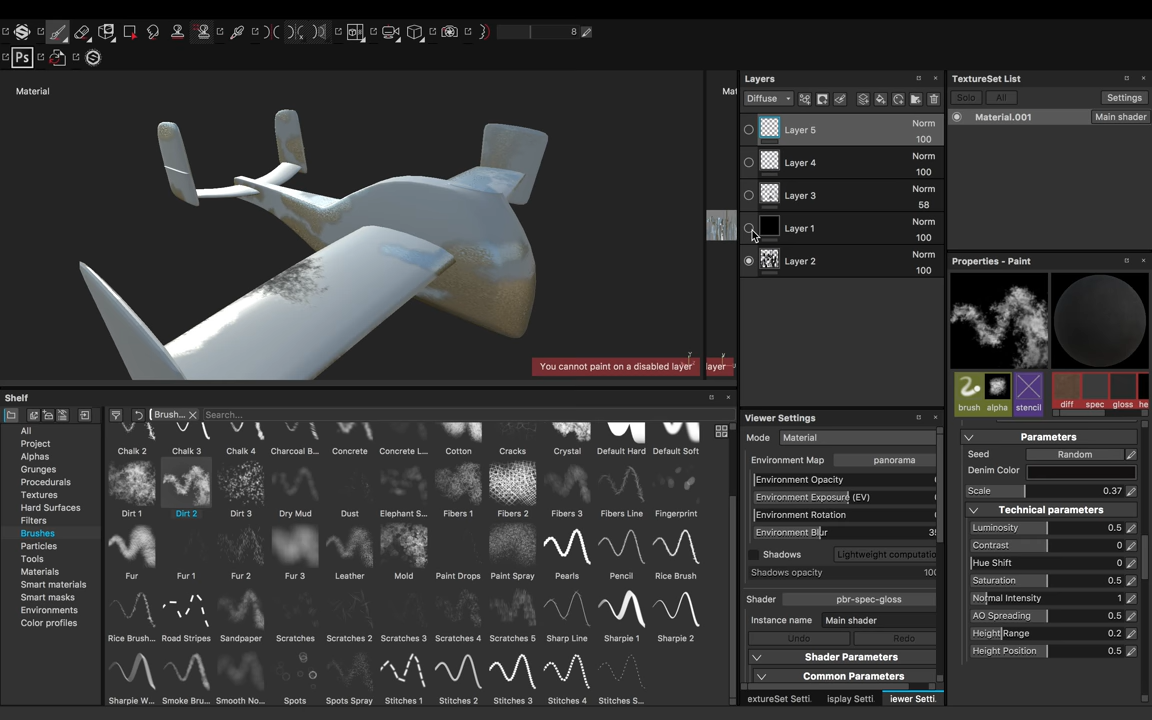 8
Ps
Material
Mat
You cannot paint on a disabled layer
layer
Layers
Diffuse
Layer 5
Norm
100
Layer 4
Norm
100
Layer 3
Norm
58
Layer 1
Norm
100
Layer 2
Norm
100
TextureSet List
Solo
All
Settings
Material.001
Main shader
Properties - Paint
brush
alpha
stencil
diff
spec
gloss
he
Parameters
Seed
Random
Denim Color
Scale
0.37
Technical parameters
Luminosity
0.5
Contrast
0
Hue Shift
0
Saturation
0.5
Normal Intensity
1
AO Spreading
0.5
Height Range
0.2
Height Position
0.5
Viewer Settings
Mode
Material
Environment Map
panorama
Environment Opacity
Environment Exposure (EV)
Environment Rotation
Environment Blur
Shadows
Lightweight computatio
Shadows opacity
100
Shader
pbr-spec-gloss
Instance name
Main shader
Undo
Redo
Shader Parameters
Common Parameters
extureSet Setti
isplay Setti
iewer Setti
Shelf
Brush...
Search...
All
Project
Alphas
Grunges
Procedurals
Textures
Hard Surfaces
Filters
Brushes
Particles
Tools
Materials
Smart materials
Smart masks
Environments
Color profiles
Chalk 2
Chalk 3
Chalk 4
Charcoal B...
Concrete
Concrete L...
Cotton
Cracks
Crystal
Default Hard
Default Soft
Dirt 1
Dirt 2
Dirt 3
Dry Mud
Dust
Elephant S...
Fibers 1
Fibers 2
Fibers 3
Fibers Line
Fingerprint
Fur
Fur 1
Fur 2
Fur 3
Leather
Mold
Paint Drops
Paint Spray
Pearls
Pencil
Rice Brush
Rice Brush...
Road Stripes
Sandpaper
Scratches
Scratches 2
Scratches 3
Scratches 4
Scratches 5
Sharp Line
Sharpie 1
Sharpie 2
Sharpie W...
Smoke Bru...
Smooth No...
Spots
Spots Spray
Stitches 1
Stitches 2
Stitches 3
Stitches 4
Stitches S...